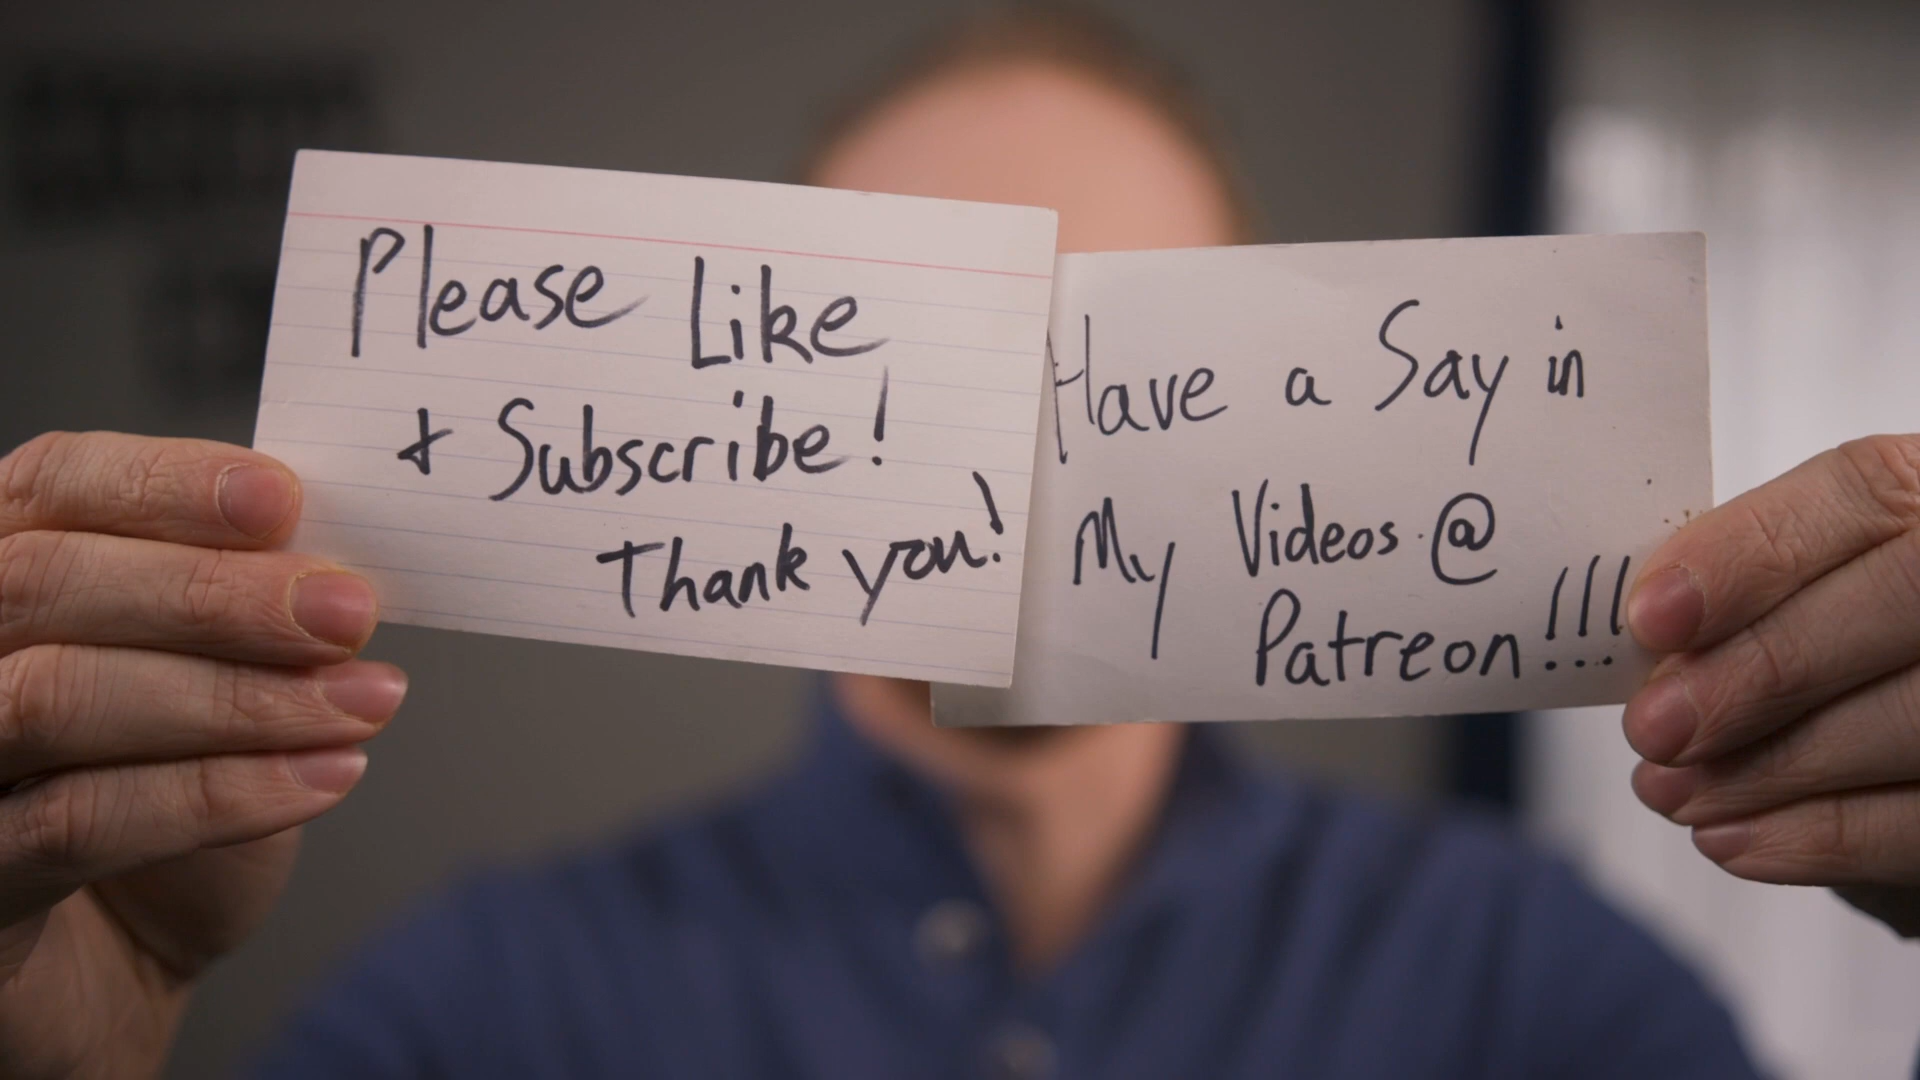 Please Like
+ Subscribe!
Thank you!
Have a Say in
My Videos @
Patreon!!!